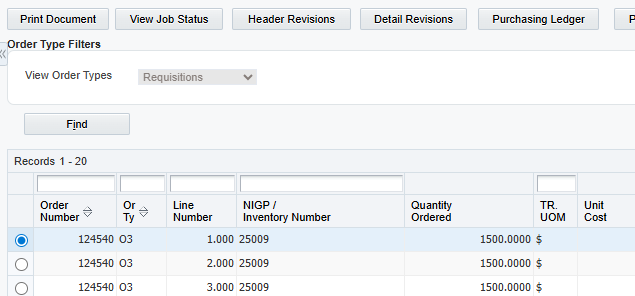 Print Document View Job Status Header Revisions Detail Revisions Purchasing Ledger P
Order Type Filters
View Order Types Requisitions
Find
Records 1 - 20
Order Number Or Ty Line Number NIGP / Inventory Number Quantity Ordered TR. UOM Unit Cost
124540 O3 1.000 25009 1500.0000 $
124540 O3 2.000 25009 1500.0000 $
124540 O3 3.000 25009 1500.0000 $